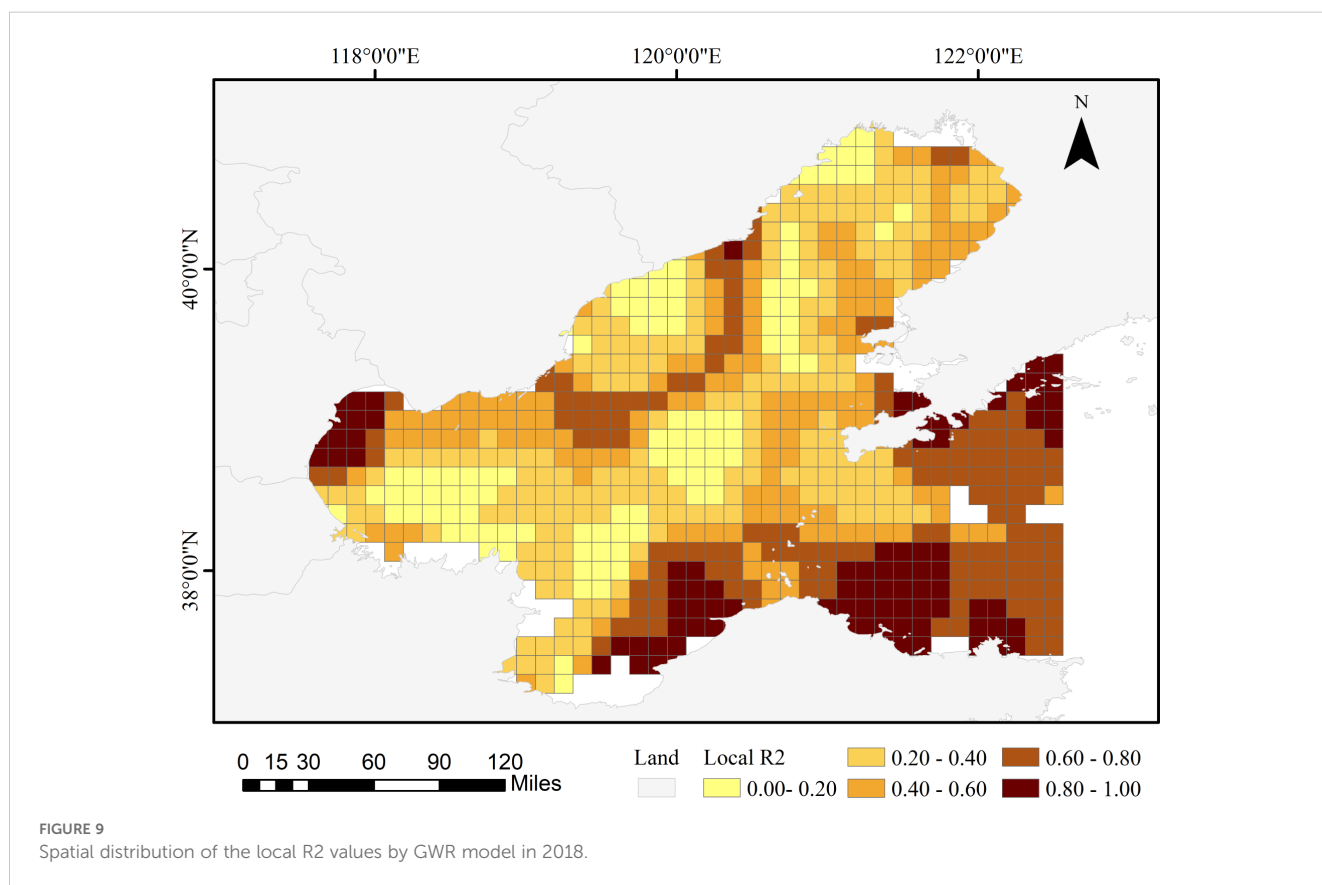 118°0'0"E 120°0'0"E 122°0'0"E
N
40°0'0"N
38°0'0"N
0 15 30 60 90 120
Miles
Land Local R2
0.00- 0.20
0.20 - 0.40
0.40 - 0.60
0.60 - 0.80
0.80 - 1.00
FIGURE 9
Spatial distribution of the local R2 values by GWR model in 2018.